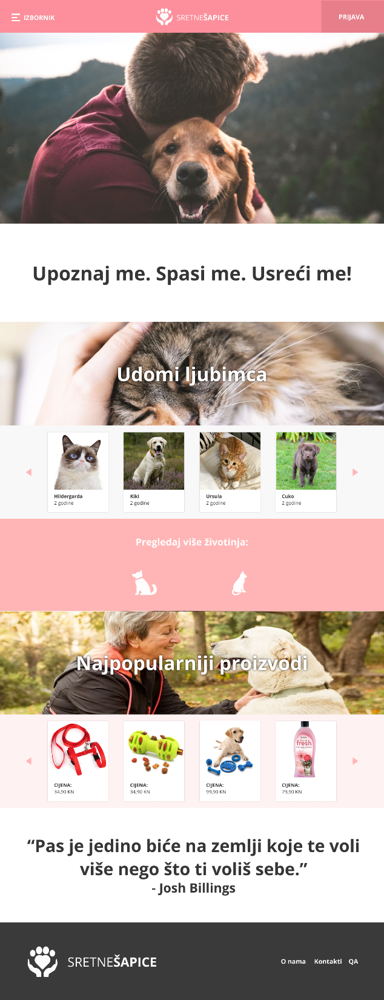 IZBORNIK
SRETNEŠAPICE
PRIJAVA
Upoznaj me. Spasi me. Usreći me!
Udomi ljubimca
Hildergarda
2 godine
Kiki
2 godine
Ursula
2 godine
Cuko
2 godine
Pregledaj više životinja:
Najpopularniji proizvodi
fresh
CIJENA:
34,90 KN
CIJENA:
34,90 KN
CIJENA:
99,90 KN
CIJENA:
79,90 KN
“Pas je jedino biće na zemlji koje te voli
više nego što ti voliš sebe.”
- Josh Billings
SRETNEŠAPICE
O nama Kontakti QA